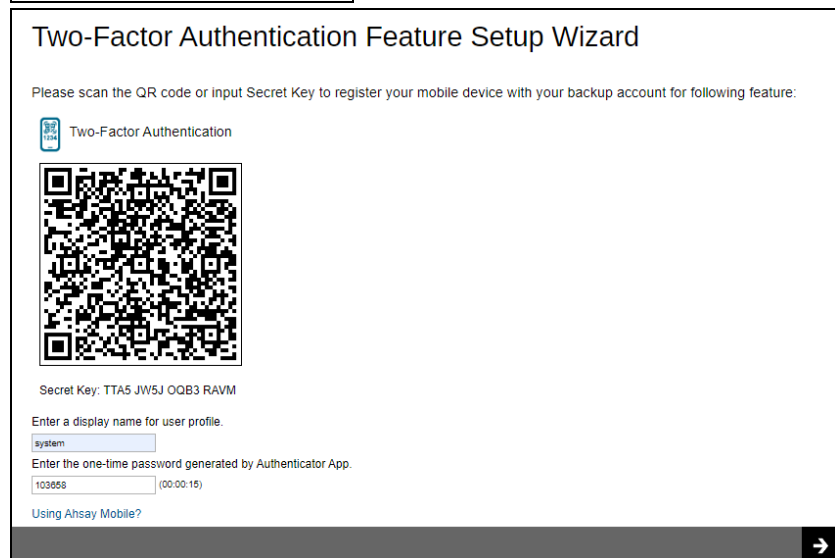 Two-Factor Authentication Feature Setup Wizard
Please scan the QR code or input Secret Key to register your mobile device with your backup account for following feature:
1234
Two-Factor Authentication
Secret Key: TTA5 JW5J OQB3 RAVM
Enter a display name for user profile.
system
Enter the one-time password generated by Authenticator App.
103658 (00:00:15)
Using Ahsay Mobile?